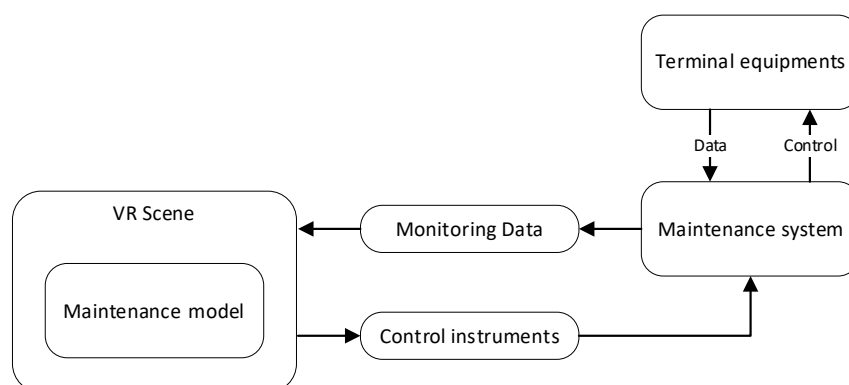 Terminal equipments
Data
Control
VR Scene
Monitoring Data
Maintenance system
Maintenance model
Control instruments